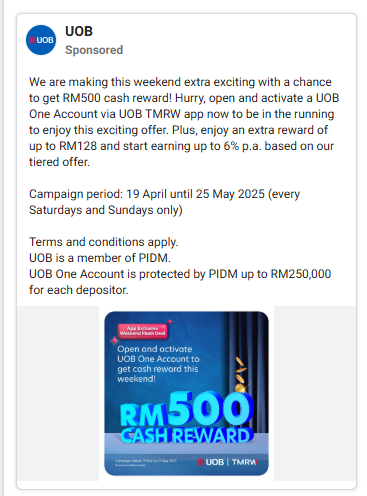 UOB
UOB
Sponsored
We are making this weekend extra exciting with a chance
to get RM500 cash reward! Hurry, open and activate a UOB
One Account via UOB TMRW app now to be in the running
to enjoy this exciting offer. Plus, enjoy an extra reward of
up to RM128 and start earning up to 6% p.a. based on our
tiered offer.
Campaign period: 19 April until 25 May 2025 (every
Saturdays and Sundays only)
Terms and conditions apply.
UOB is a member of PIDM.
UOB One Account is protected by PIDM up to RM250,000
for each depositor.
App Exclusive
Weekend Flash Deal
Open and activate
UOB One Account to
get cash reward this
weekend!
RM500
CASH REWARD
UOB | TMRW